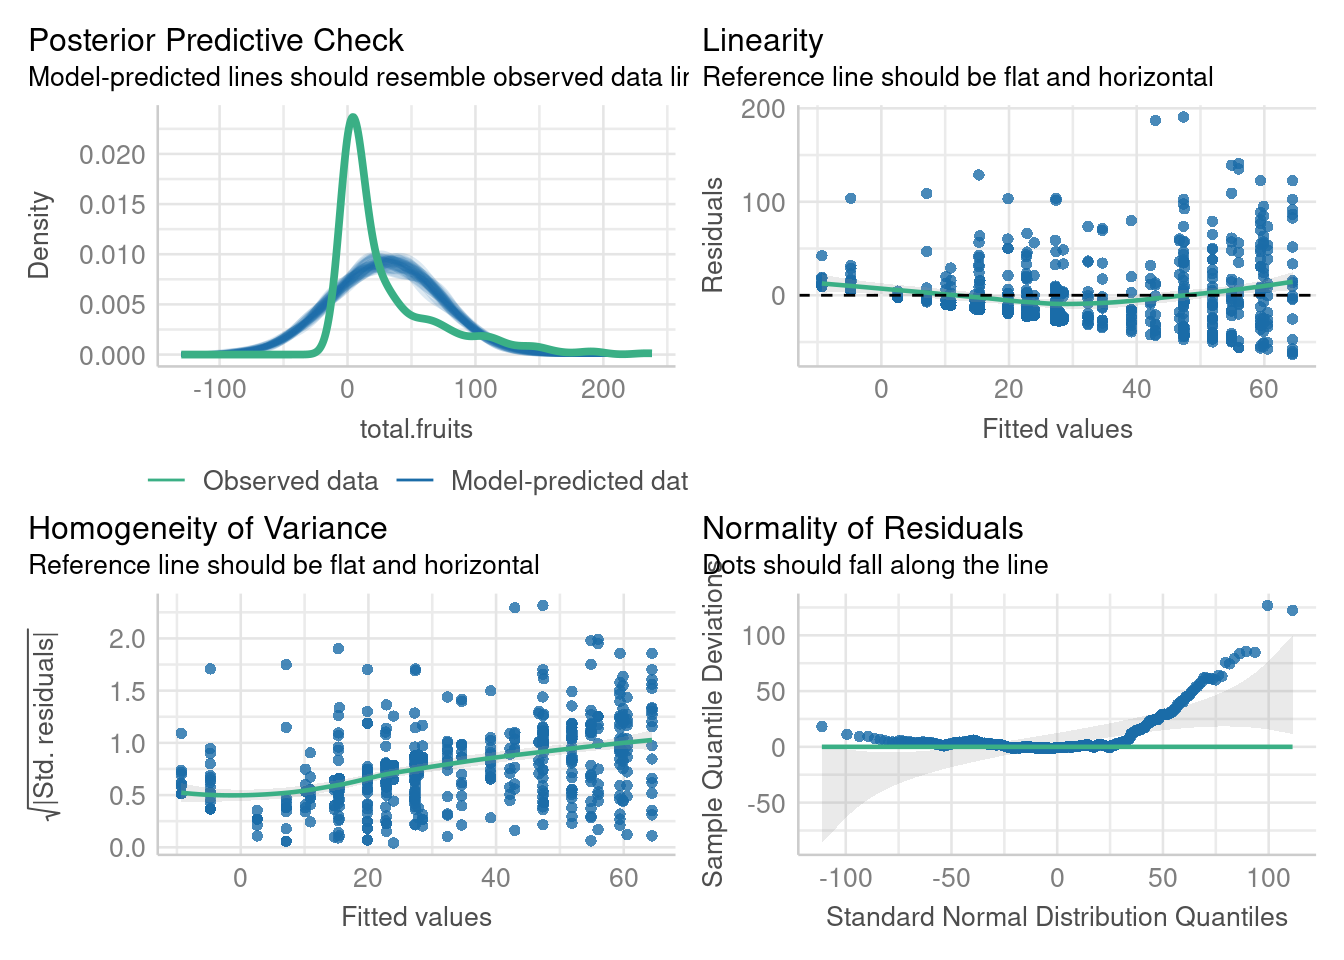 Posterior Predictive Check
Model-predicted lines should resemble observed data lin
0.020
0.015
0.010
0.005
0.000
Density
-100 0 100 200
total.fruits
Observed data Model-predicted dat
Linearity
Reference line should be flat and horizontal
200
100
0
Residuals
0 20 40 60
Fitted values
Homogeneity of Variance
Reference line should be flat and horizontal
2.0
1.5
1.0
0.5
0.0
√|Std. residuals|
0 20 40 60
Fitted values
Normality of Residuals
Dots should fall along the line
100
50
0
-50
Sample Quantile Deviations
-100 -50 0 50 100
Standard Normal Distribution Quantiles